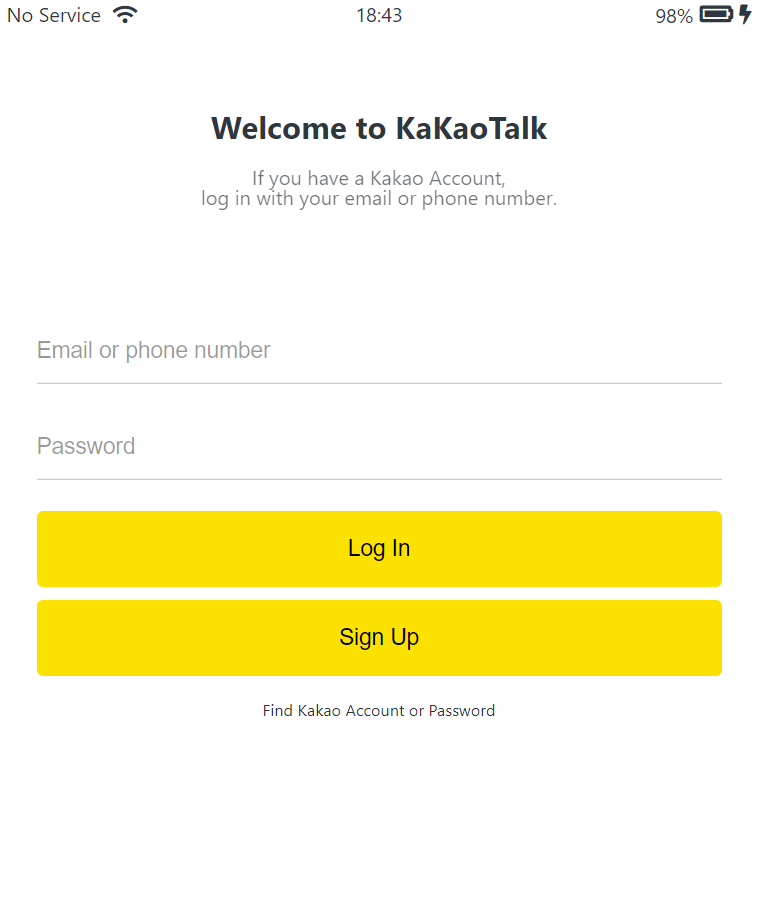 No Service 18:43 98%
Welcome to KaKaoTalk
If you have a Kakao Account,
log in with your email or phone number.
Email or phone number
Password
Log In
Sign Up
Find Kakao Account or Password